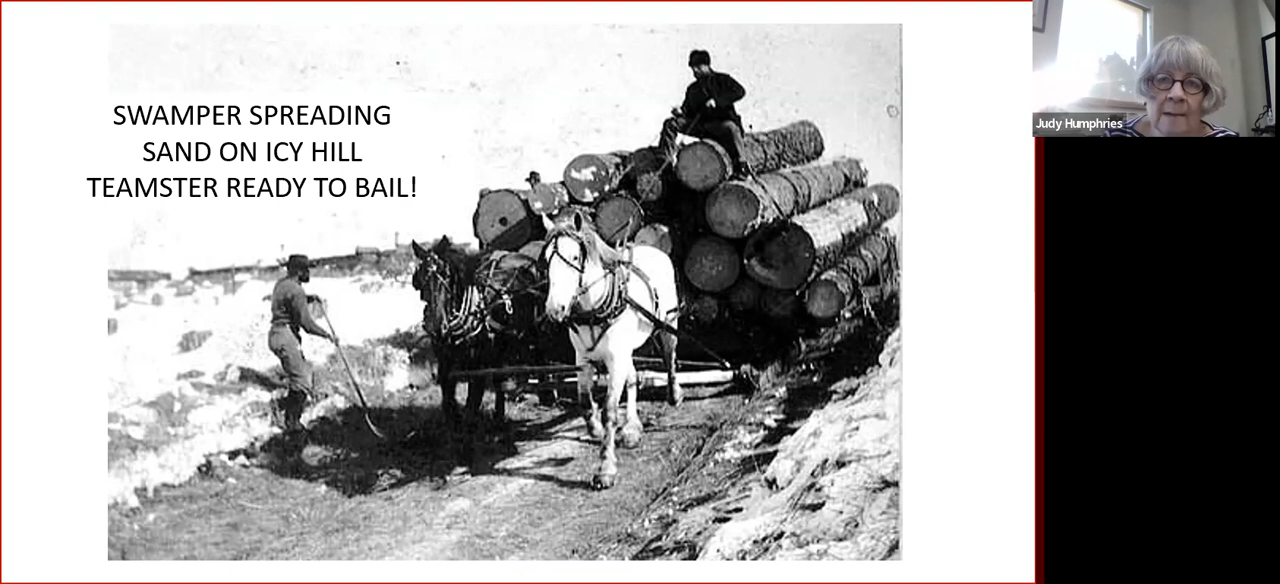 SWAMPER SPREADING
SAND ON ICY HILL
TEAMSTER READY TO BAIL!
Judy Humphries